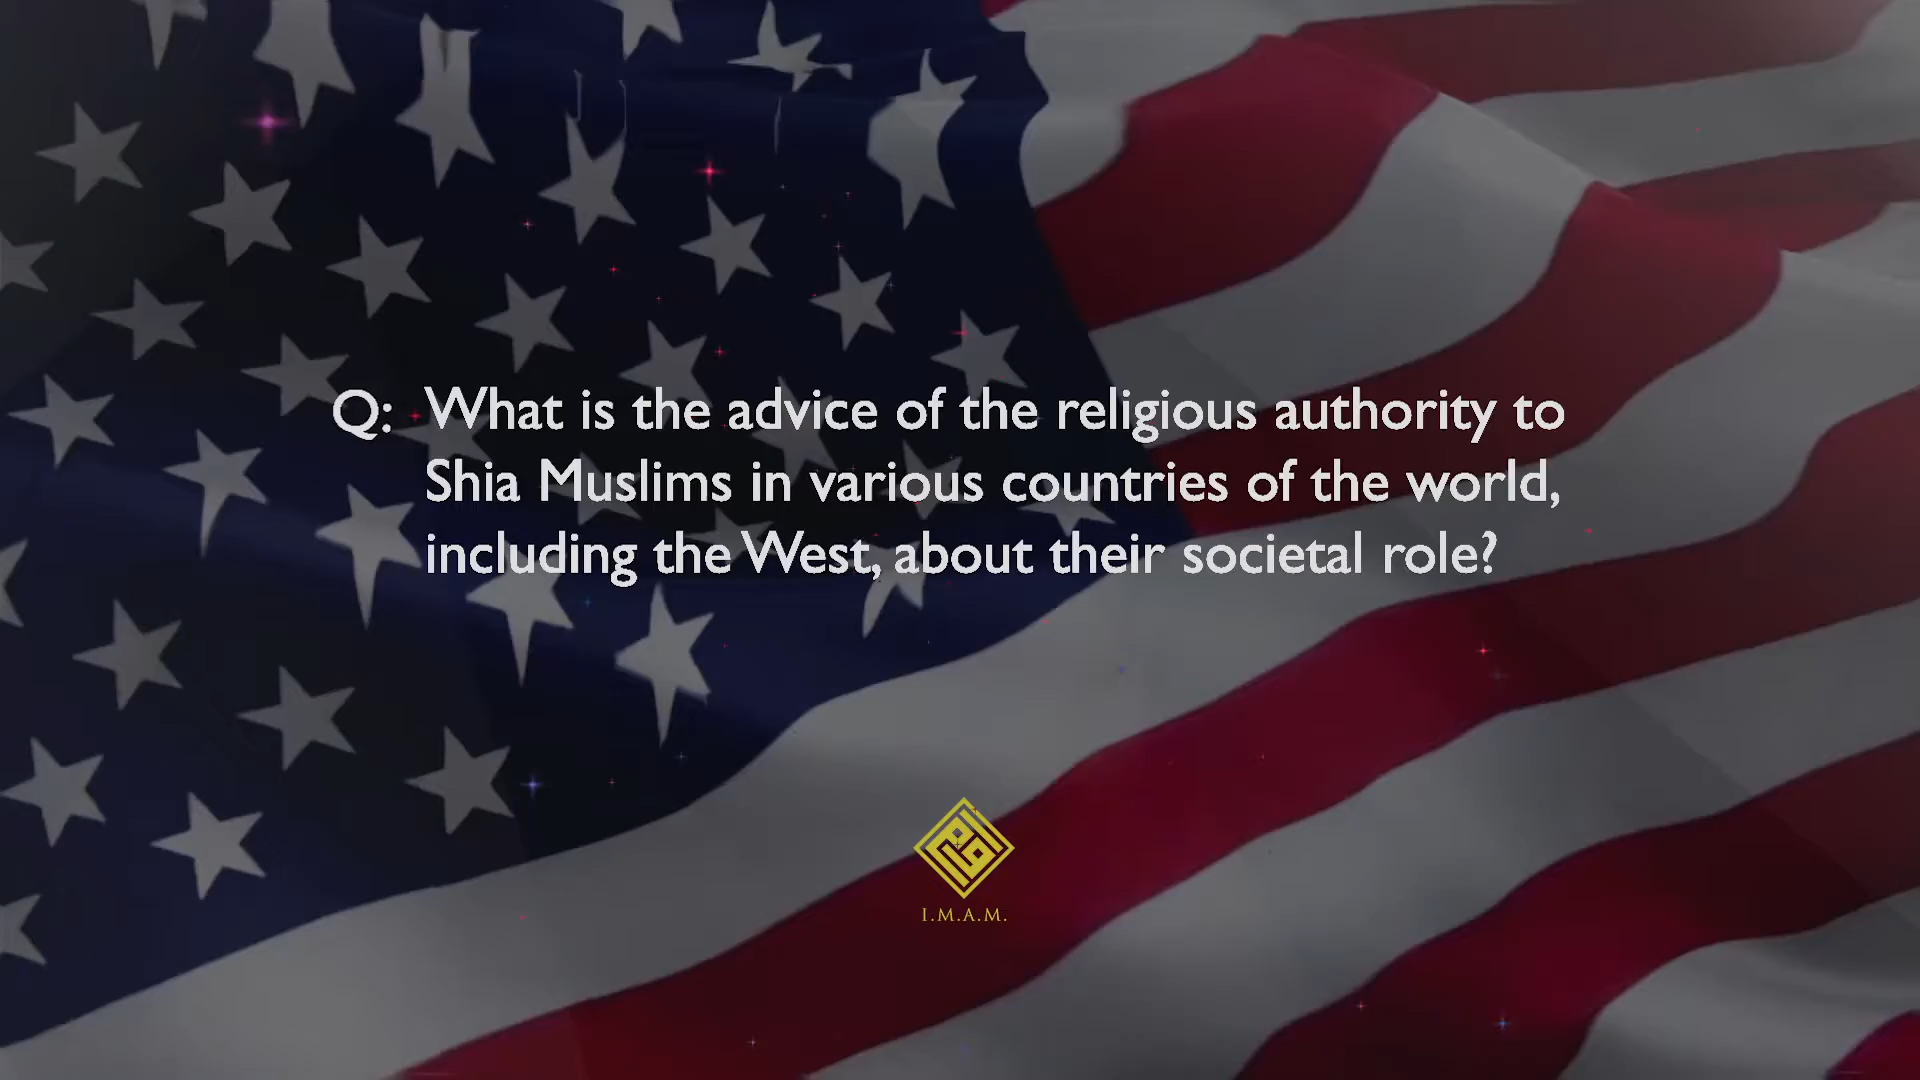 Q: What is the advice of the religious authority to
Shia Muslims in various countries of the world,
including the West, about their societal role?
I.M.A.M.